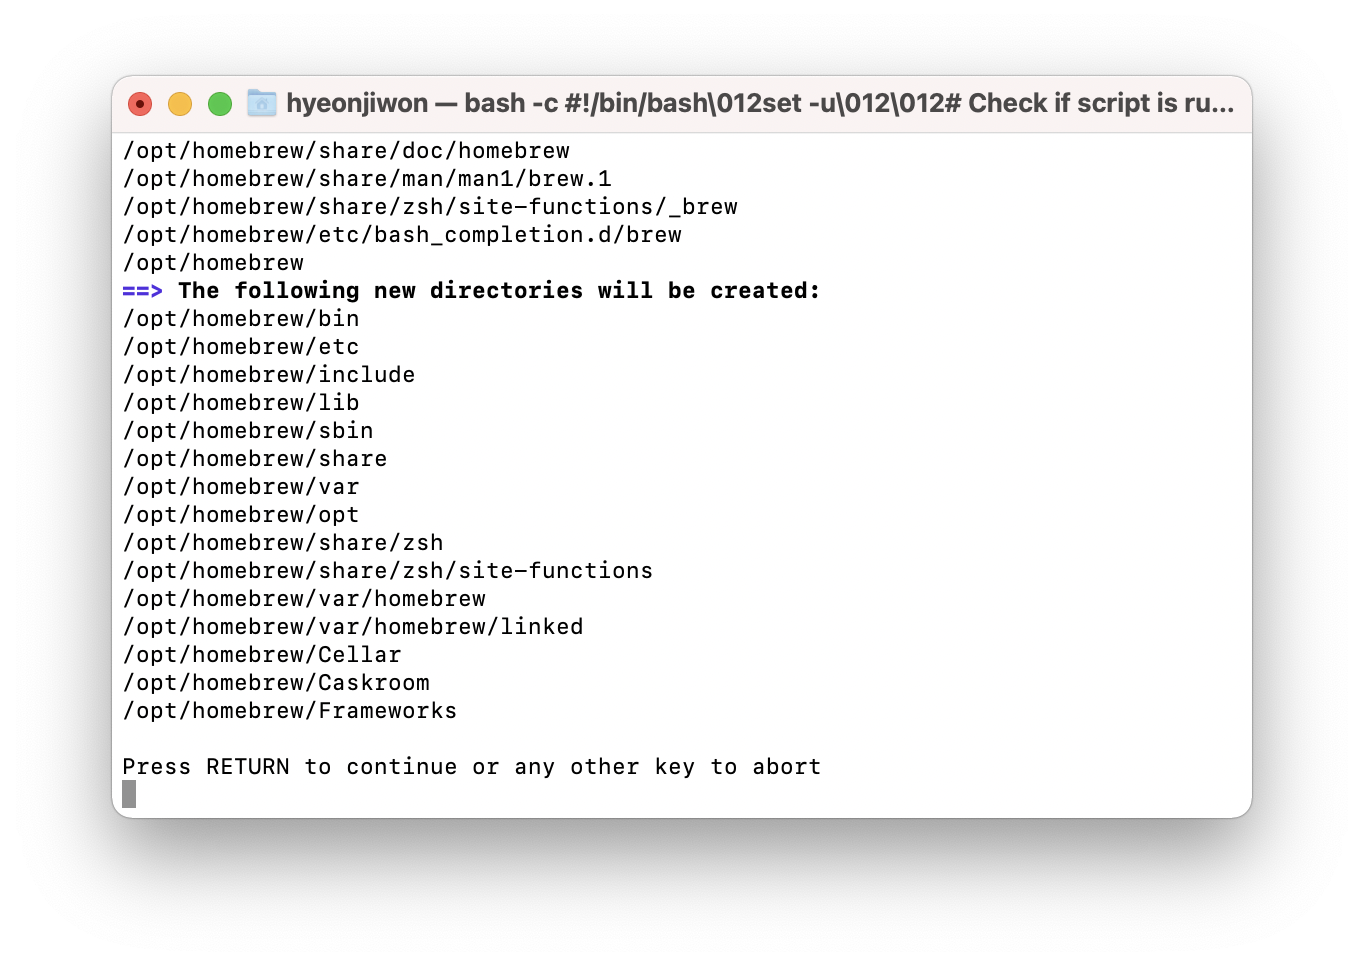 hyeonjiwon — bash -c #!/bin/bash\012set -u\012\012# Check if script is ru...
/opt/homebrew/share/doc/homebrew
/opt/homebrew/share/man/man1/brew.1
/opt/homebrew/share/zsh/site-functions/_brew
/opt/homebrew/etc/bash_completion.d/brew
/opt/homebrew
==> The following new directories will be created:
/opt/homebrew/bin
/opt/homebrew/etc
/opt/homebrew/include
/opt/homebrew/lib
/opt/homebrew/sbin
/opt/homebrew/share
/opt/homebrew/var
/opt/homebrew/opt
/opt/homebrew/share/zsh
/opt/homebrew/share/zsh/site-functions
/opt/homebrew/var/homebrew
/opt/homebrew/var/homebrew/linked
/opt/homebrew/Cellar
/opt/homebrew/Caskroom
/opt/homebrew/Frameworks
Press RETURN to continue or any other key to abort